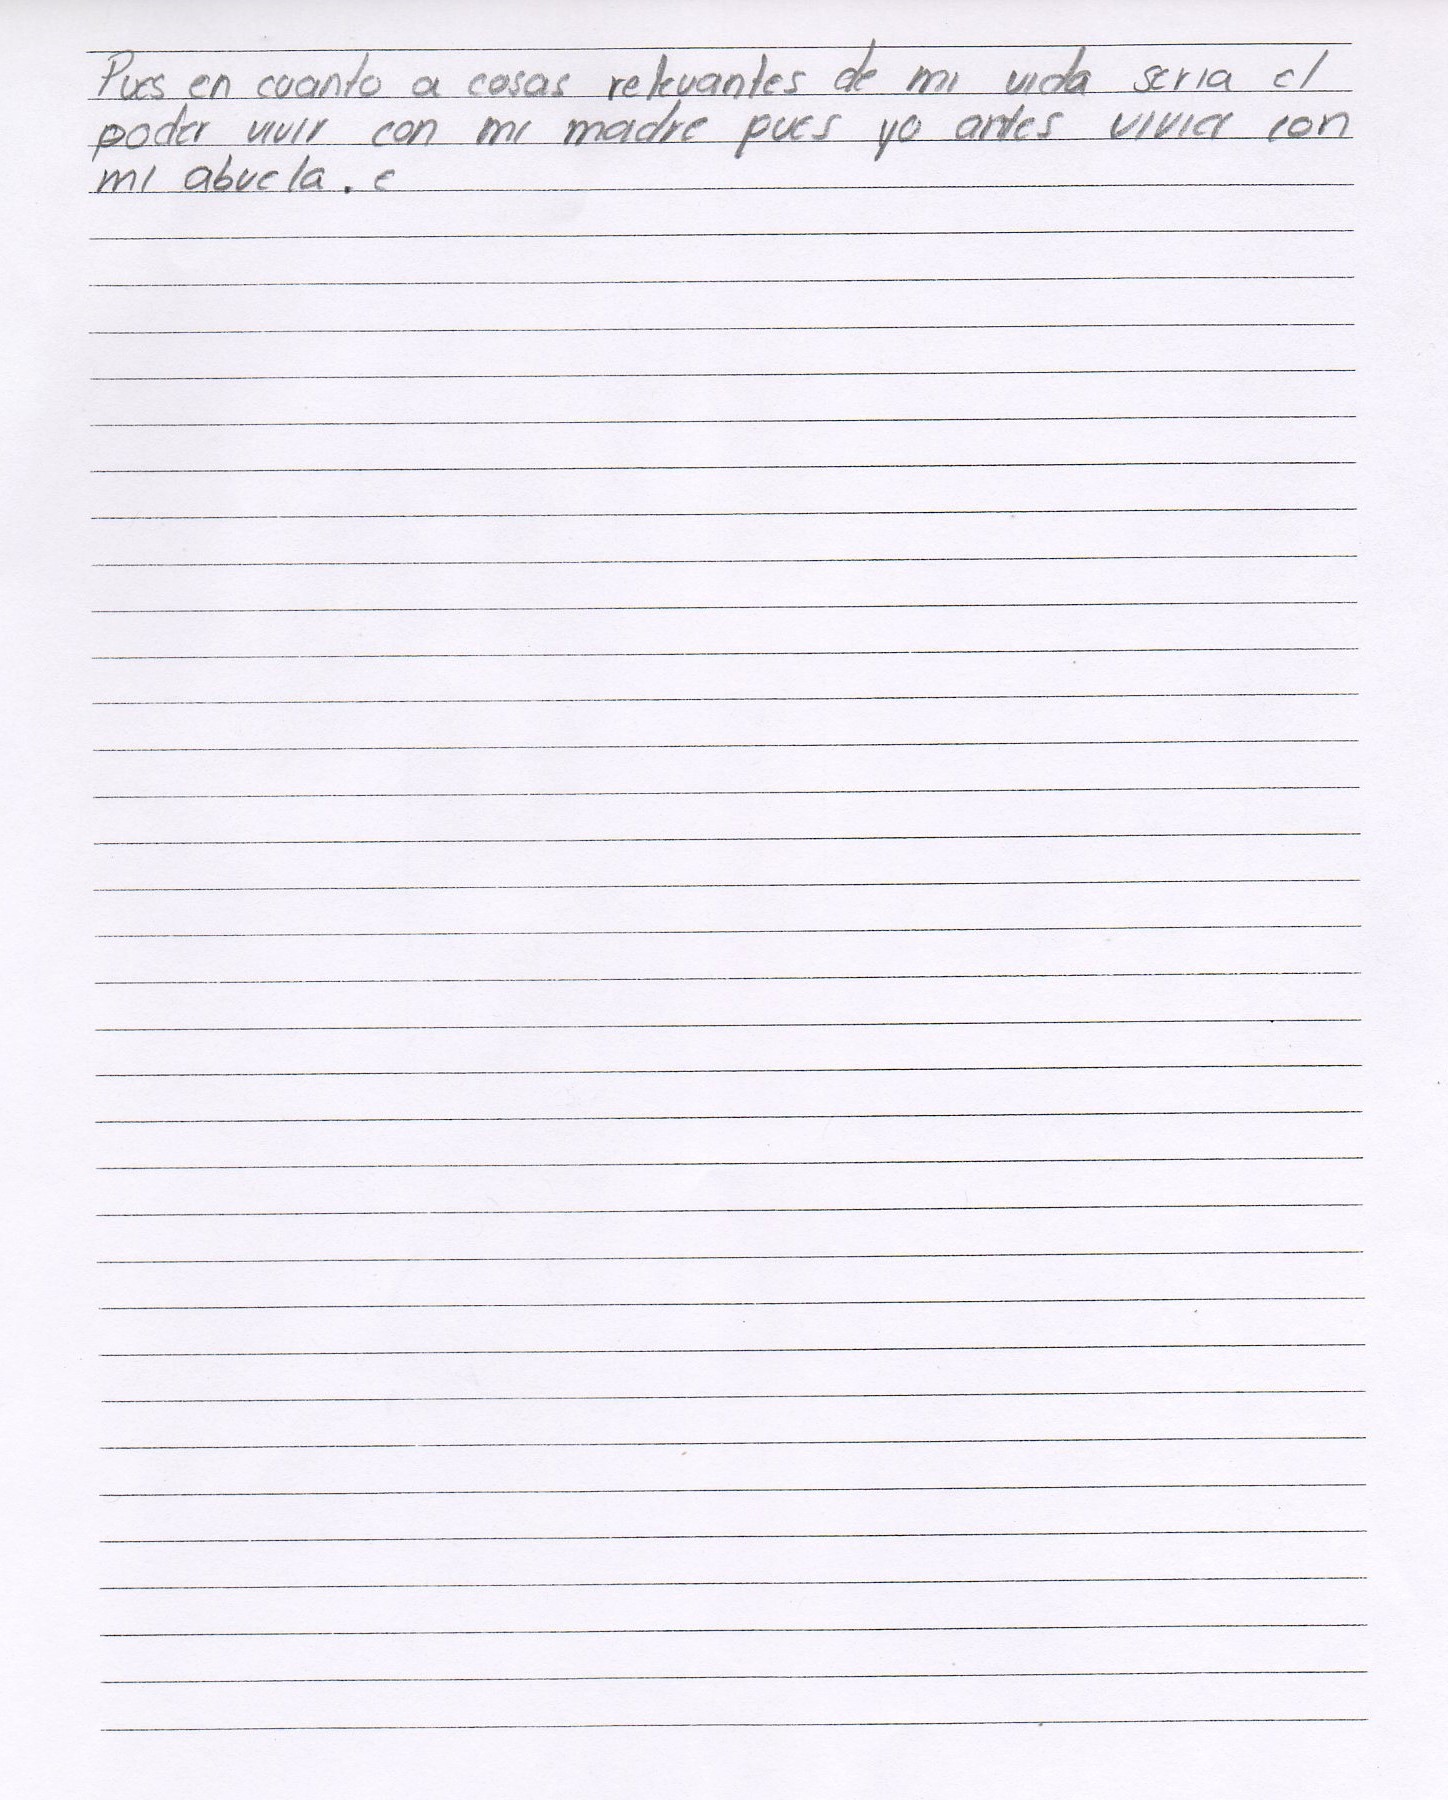 Pues en cuanto a cosas relevantes de mi vida seria el
poder vivir con mi madre pues yo antes vivia con
mi abuela. e